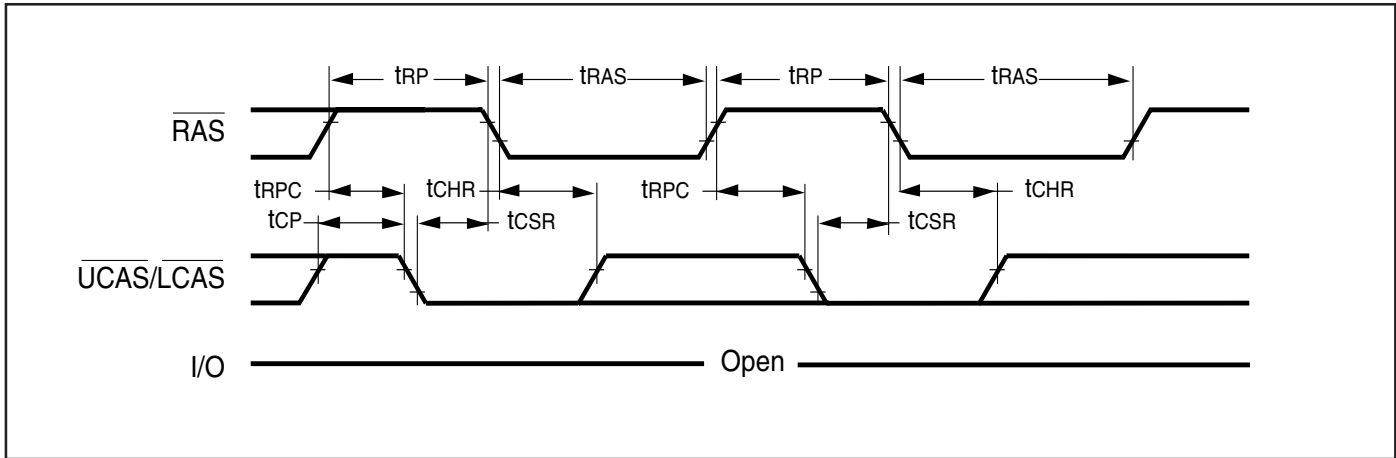 tRP tRAS tRP tRAS
RAS
tRPC tCHR tRPC tCHR
tCP tCSR tCSR
UCAS/LCAS
I/O Open